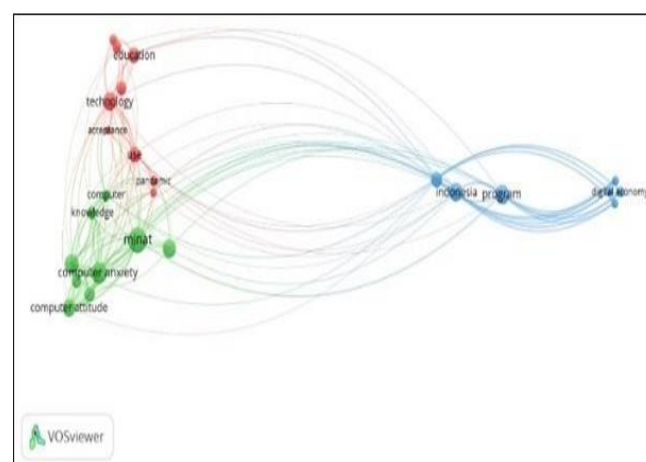 education
technology
acceptance
use
pandemic
computer
knowledge
minat
computer anxiety
computer attitude
indonesia
program
digital economy
VOSviewer